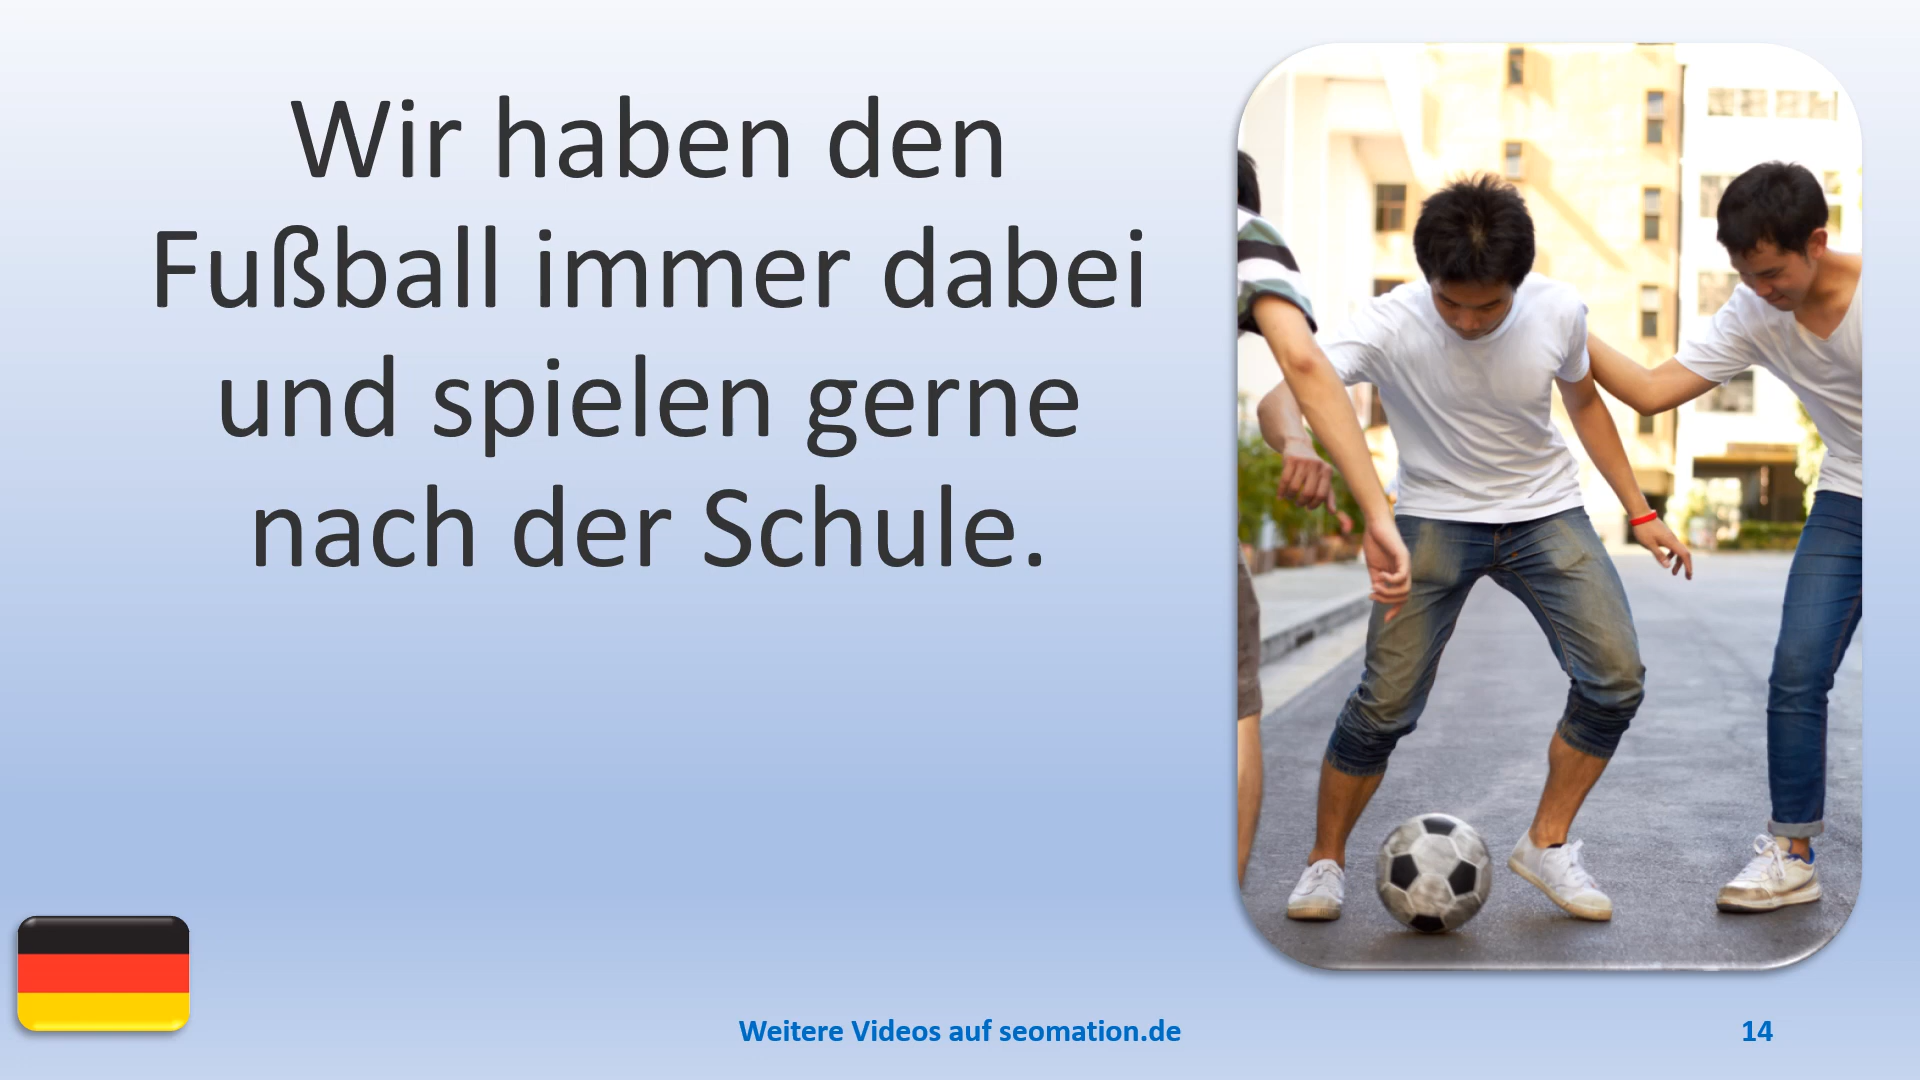 Wir haben den
Fußball immer dabei
und spielen gerne
nach der Schule.
Weitere Videos auf seomation.de
14